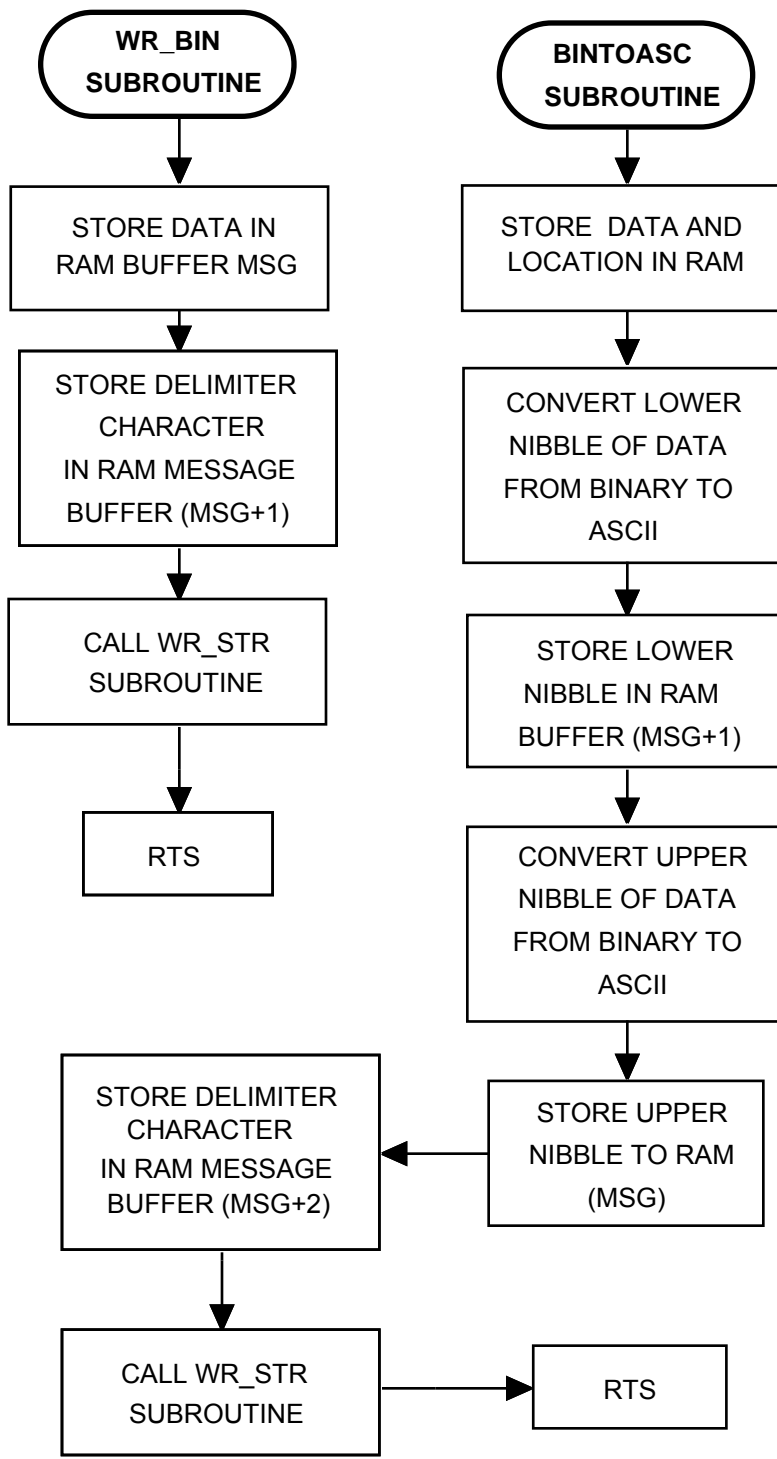 WR_BIN
SUBROUTINE
STORE DATA IN
RAM BUFFER MSG
STORE DELIMITER
CHARACTER
IN RAM MESSAGE
BUFFER (MSG+1)
CALL WR_STR
SUBROUTINE
RTS
BINTOASC
SUBROUTINE
STORE DATA AND
LOCATION IN RAM
CONVERT LOWER
NIBBLE OF DATA
FROM BINARY TO
ASCII
STORE LOWER
NIBBLE IN RAM
BUFFER (MSG+1)
CONVERT UPPER
NIBBLE OF DATA
FROM BINARY TO
ASCII
STORE UPPER
NIBBLE TO RAM
(MSG)
STORE DELIMITER
CHARACTER
IN RAM MESSAGE
BUFFER (MSG+2)
CALL WR_STR
SUBROUTINE
RTS